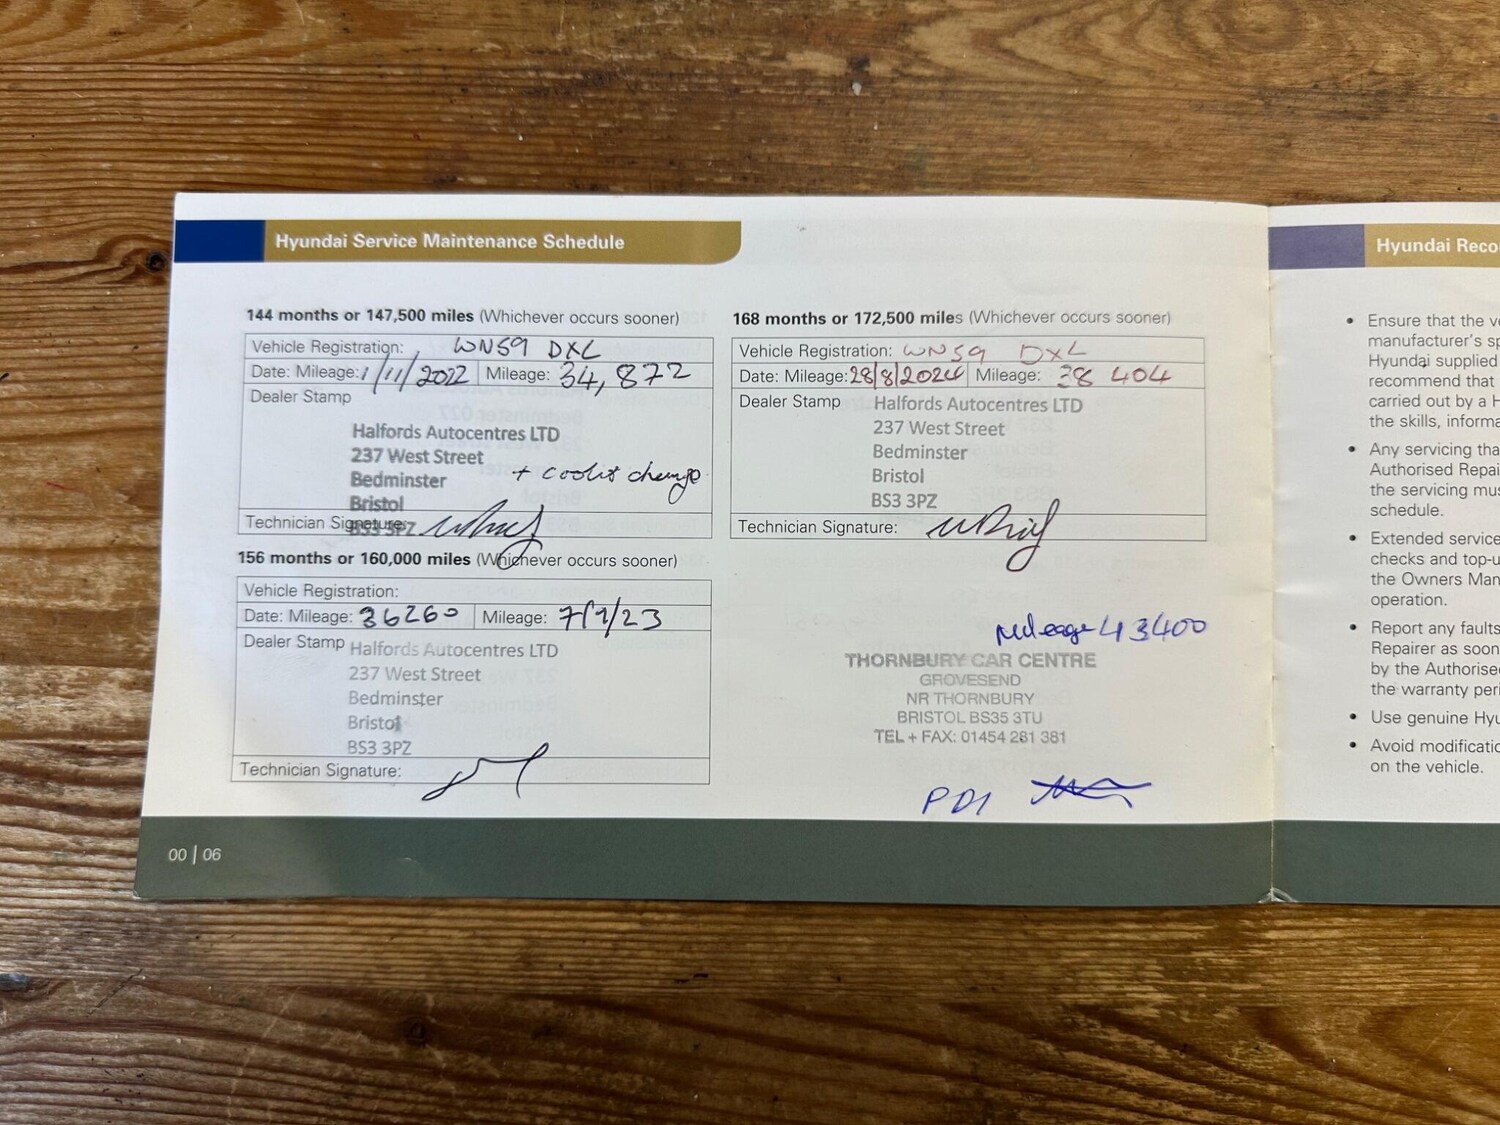 Hyundai Service Maintenance Schedule
144 months or 147,500 miles (Whichever occurs sooner)
Vehicle Registration: WN59 DXL
Date: Mileage: 1/11/2022 Mileage: 34,872
Dealer Stamp
Halfords Autocentres LTD
237 West Street
Bedminster + coolnt change
Bristol
BS3 3PZ
Technician Signature:
156 months or 160,000 miles (Whichever occurs sooner)
Vehicle Registration:
Date: Mileage: 36260 Mileage: 7/9/23
Dealer Stamp Halfords Autocentres LTD
237 West Street
Bedminster
Bristol
BS3 3PZ
Technician Signature:
168 months or 172,500 miles (Whichever occurs sooner)
Vehicle Registration: WN59 DXL
Date: Mileage: 28/8/2024 Mileage: 38 404
Dealer Stamp Halfords Autocentres LTD
237 West Street
Bedminster
Bristol
BS3 3PZ
Technician Signature:
Mileage 43400
THORNBURY CAR CENTRE
GROVESEND
NR THORNBURY
BRISTOL BS35 3TU
TEL + FAX: 01454 281 381
PDI
00 | 06
Hyundai Reco
• Ensure that the v
manufacturer's sp
Hyundai supplied
recommend that
carried out by a H
the skills, informa
• Any servicing tha
Authorised Repai
the servicing mus
schedule.
• Extended service
checks and top-u
the Owners Man
operation.
• Report any faults
Repairer as soon
by the Authorise
the warranty peri
• Use genuine Hyu
• Avoid modificatio
on the vehicle.